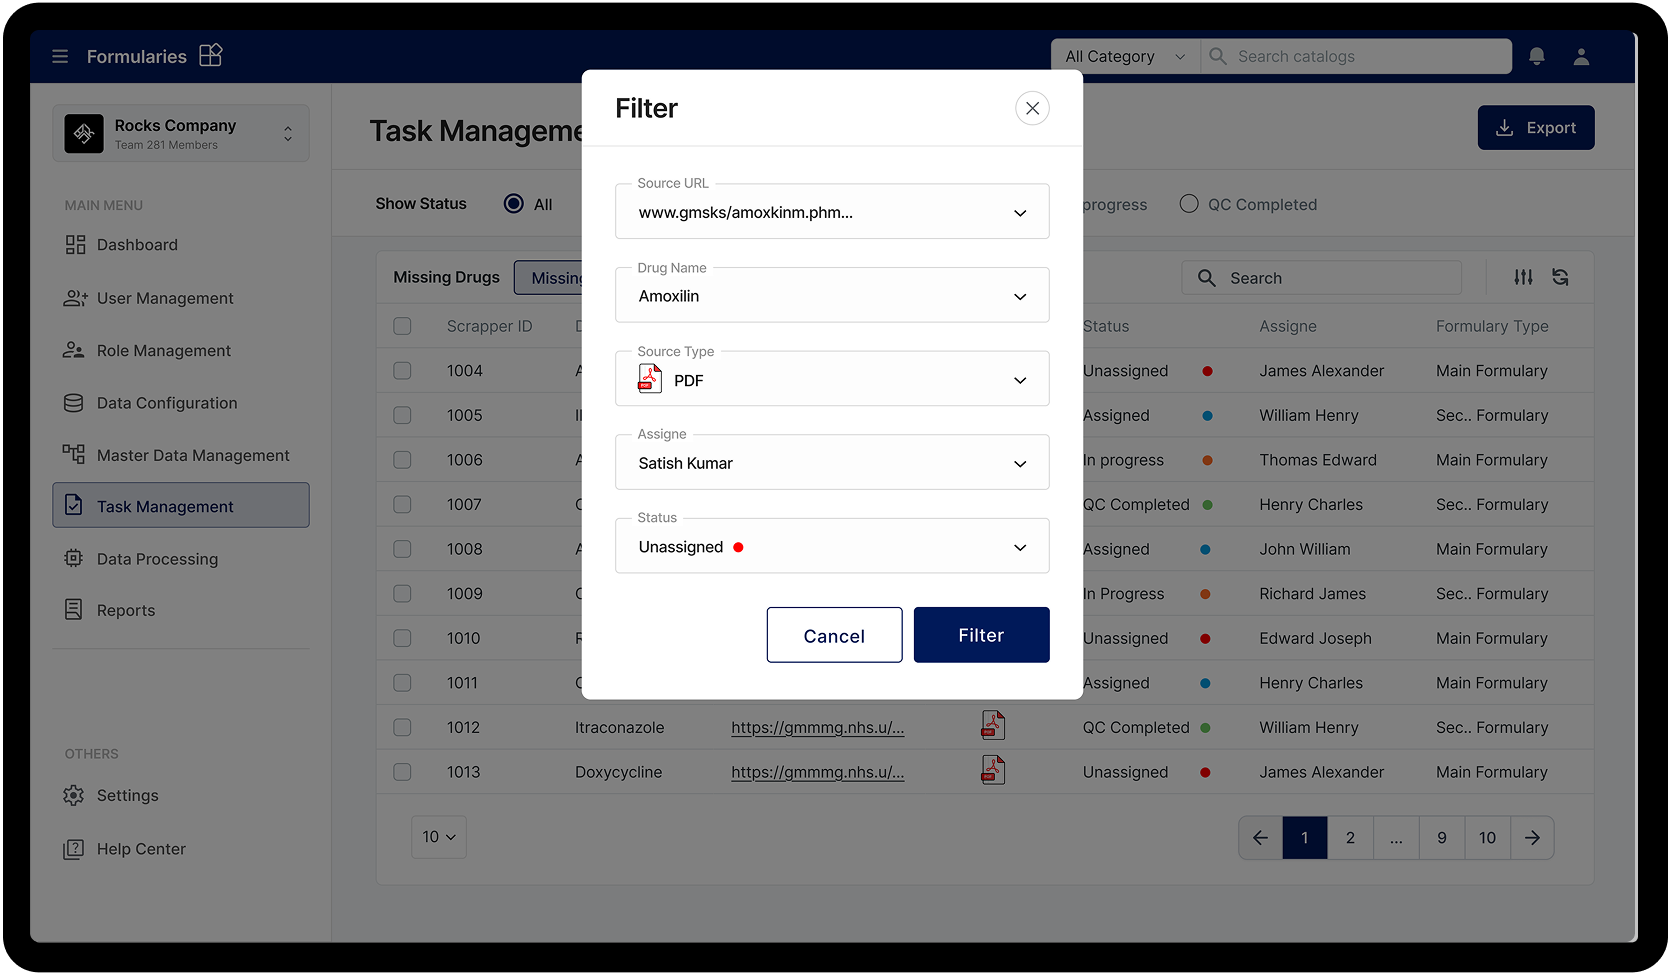 Formularies
All Category
Search catalogs
Rocks Company
Team 281 Members
MAIN MENU
Dashboard
User Management
Role Management
Data Configuration
Master Data Management
Task Management
Data Processing
Reports
OTHERS
Settings
Help Center
Export
Show Status All progress QC Completed
Missing Drugs
Search
Scrapper ID Status Assigne Formulary Type
1004 Unassigned James Alexander Main Formulary
1005 Assigned William Henry Sec.. Formulary
1006 In progress Thomas Edward Main Formulary
1007 QC Completed Henry Charles Sec.. Formulary
1008 Assigned John William Main Formulary
1009 In Progress Richard James Sec.. Formulary
1010 Unassigned Edward Joseph Main Formulary
1011 Assigned Henry Charles Main Formulary
1012 Itraconazole https://gmmmg.nhs.u/... PDF QC Completed William Henry Sec.. Formulary
1013 Doxycycline https://gmmmg.nhs.u/... PDF Unassigned James Alexander Main Formulary
10
1 2 ... 9 10
Filter
Source URL
www.gmsks/amoxkinm.phm...
Drug Name
Amoxilin
Source Type
PDF PDF
Assigne
Satish Kumar
Status
Unassigned
Cancel Filter